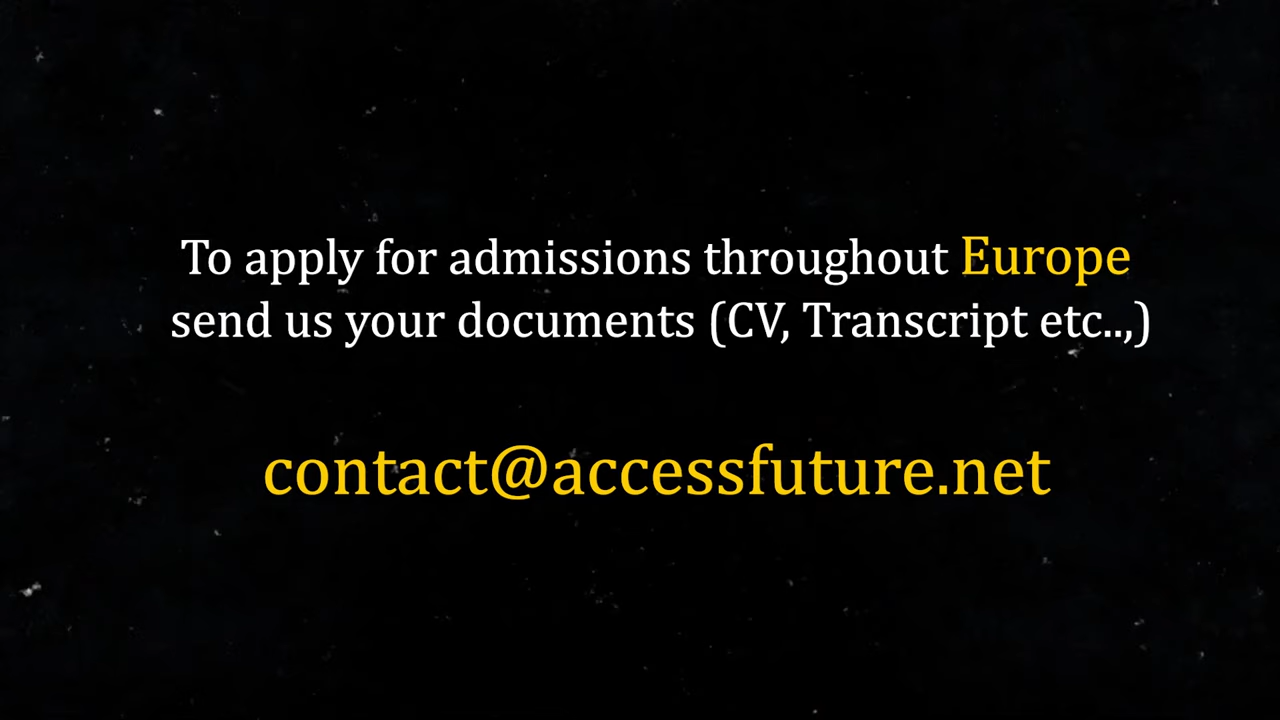 To apply for admissions throughout Europe
send us your documents (CV, Transcript etc..,)
contact@accessfuture.net